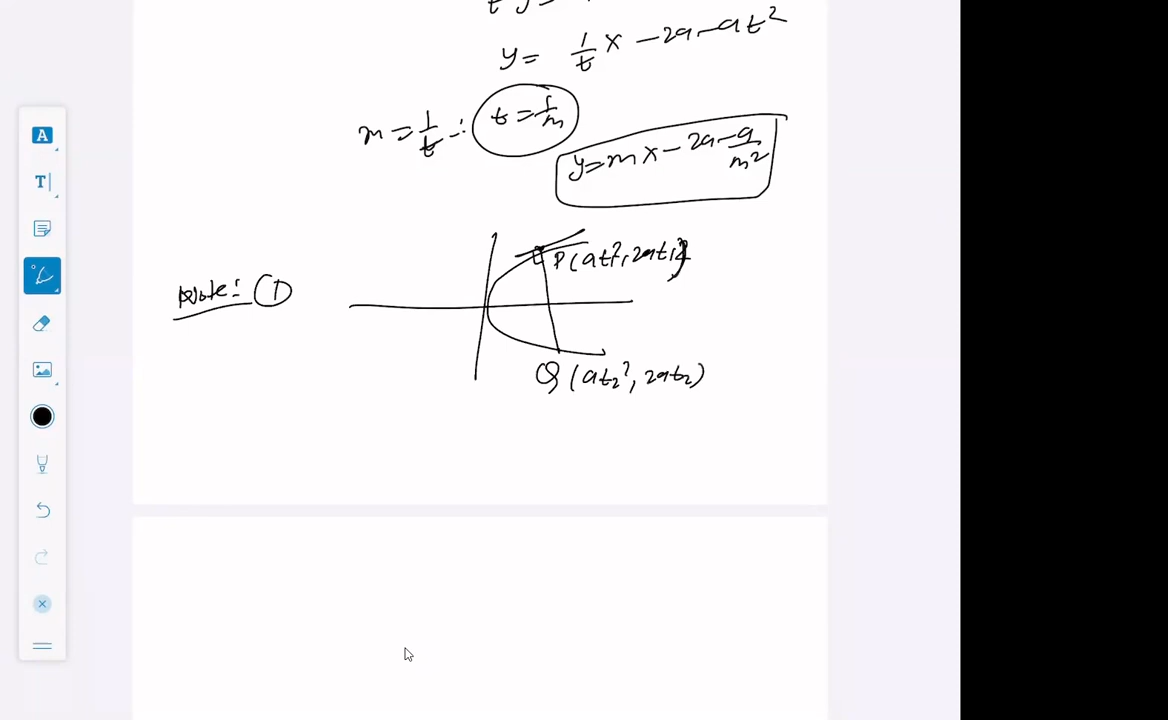 y = 1/t x - 2a - at²
m = 1/t ∴ t = 1/m
y = mx - 2a - a/m²
Note: ①
P(at₁², 2at₁)
Q (at₂², 2at₂)
A
T